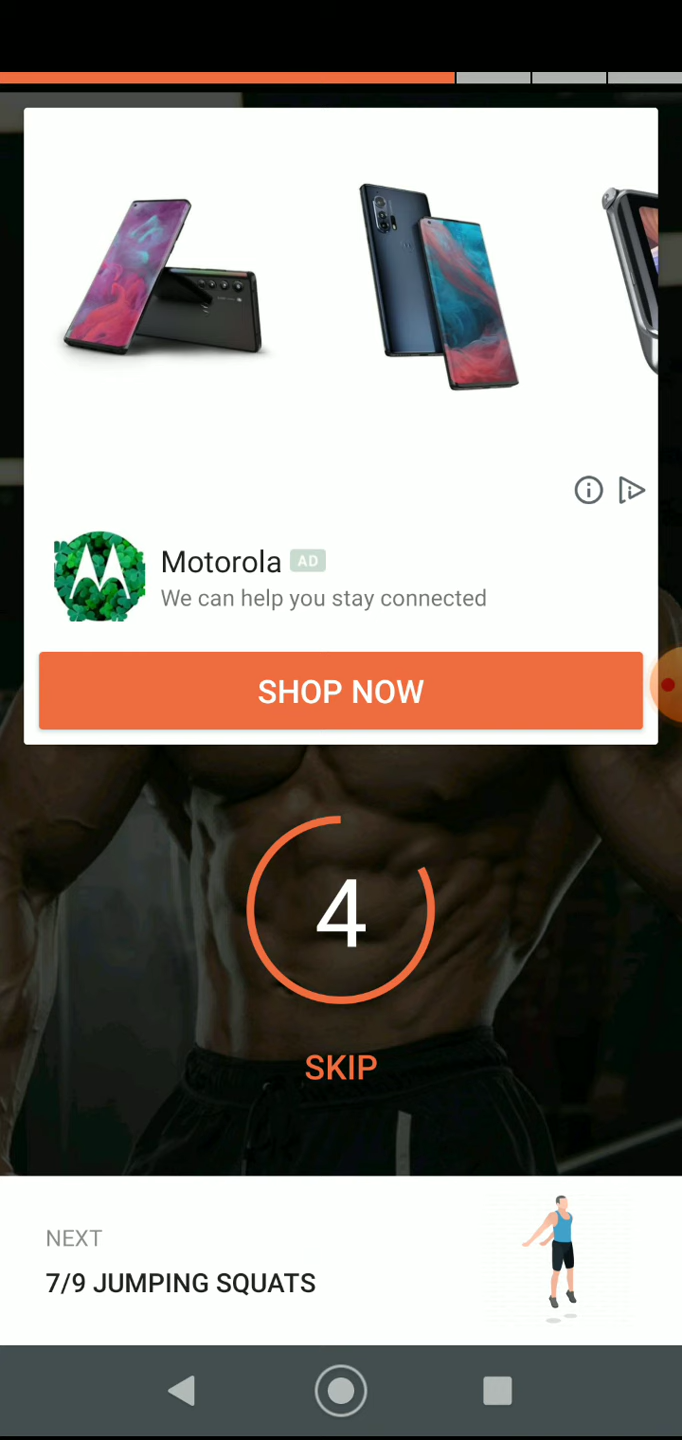 Motorola AD
We can help you stay connected
SHOP NOW
4
SKIP
NEXT
7/9 JUMPING SQUATS